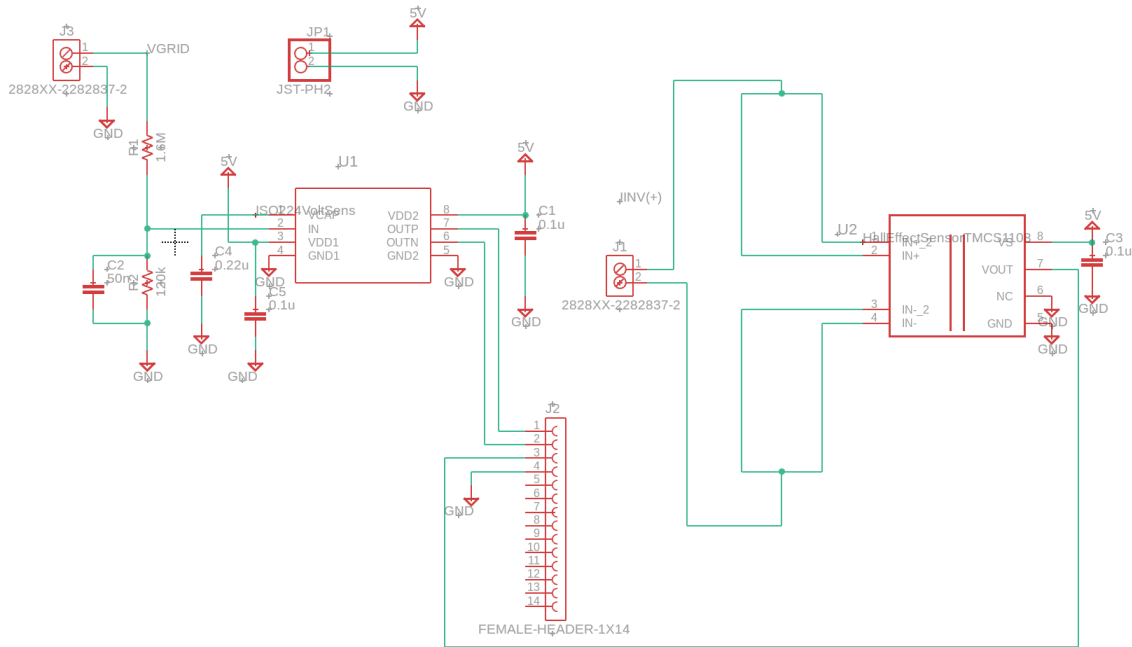 J3
1
2
VGRID
2828XX-2282837-2
GND
JP1
1
2
JST-PH2
5V
GND
R1
1.6M
5V
U1
ISO224VoltSens
1
VCAP
2
IN
3
VDD1
4
GND1
8
VDD2
7
OUTP
6
OUTN
5
GND2
GND
GND
5V
C1
0.1u
GND
C2
50n
R2
120k
GND
C4
0.22u
GND
C5
0.1u
GND
IINV(+)
J1
1
2
2828XX-2282837-2
U2
HallEffectSensorTMCS1108
1
IN+_2
2
IN+
3
IN-_2
4
IN-
8
VS
7
VOUT
6
NC
5
GND
GND
GND
5V
C3
0.1u
GND
J2
1
2
3
4
5
6
7
8
9
10
11
12
13
14
GND
FEMALE-HEADER-1X14